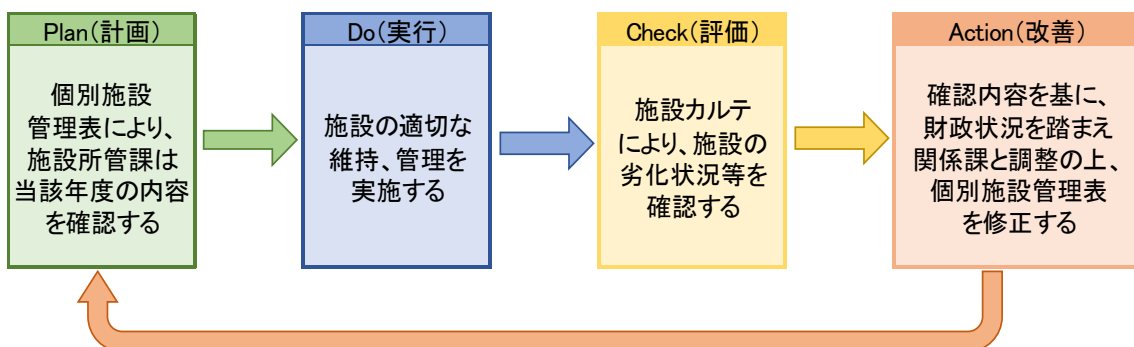 Plan(計画)
個別施設
管理表により、
施設所管課は
当該年度の内容
を確認する
Do(実行)
施設の適切な
維持、管理を
実施する
Check(評価)
施設カルテ
により、施設の
劣化状況等を
確認する
Action(改善)
確認内容を基に、
財政状況を踏まえ
関係課と調整の上、
個別施設管理表
を修正する